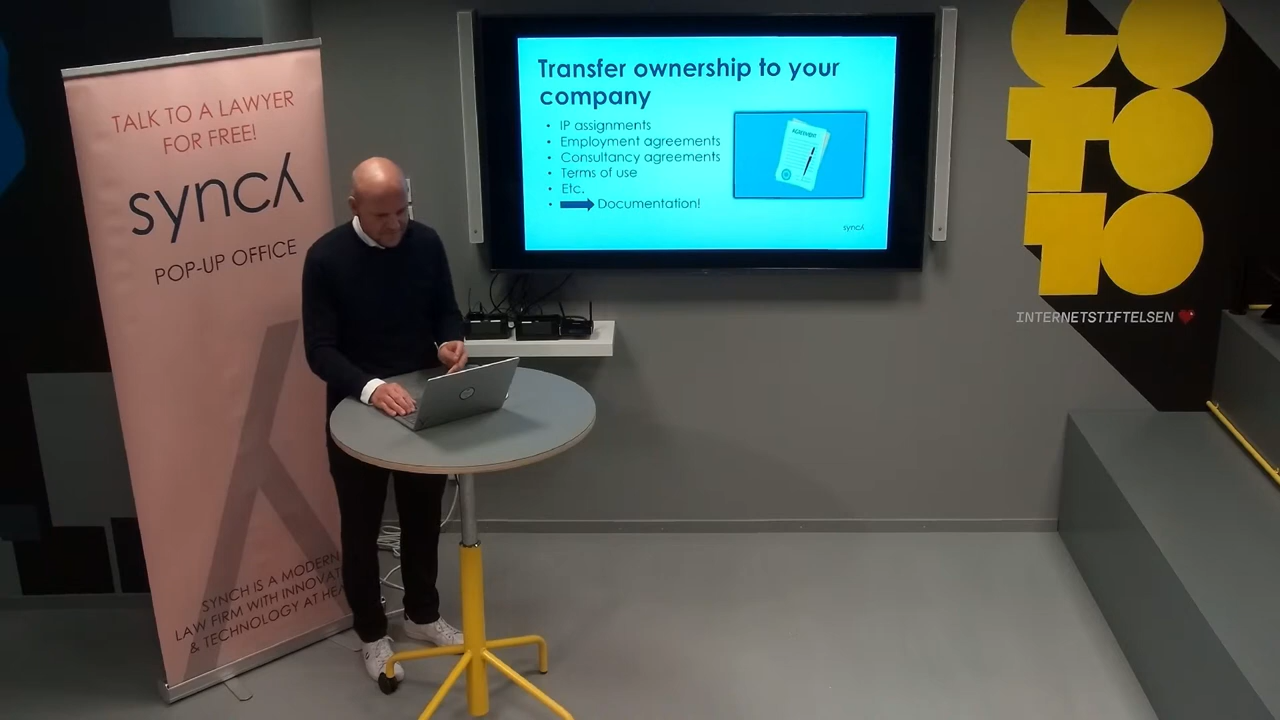 TALK TO A LAWYER
FOR FREE!
synch
POP-UP OFFICE
SYNCH IS A MODERN
LAW FIRM WITH INNOVAT
& TECHNOLOGY AT HEA
Transfer ownership to your
company
• IP assignments
• Employment agreements
• Consultancy agreements
• Terms of use
• Etc.
• Documentation!
AGREEMENT
synch
INTERNETSTIFTELSEN